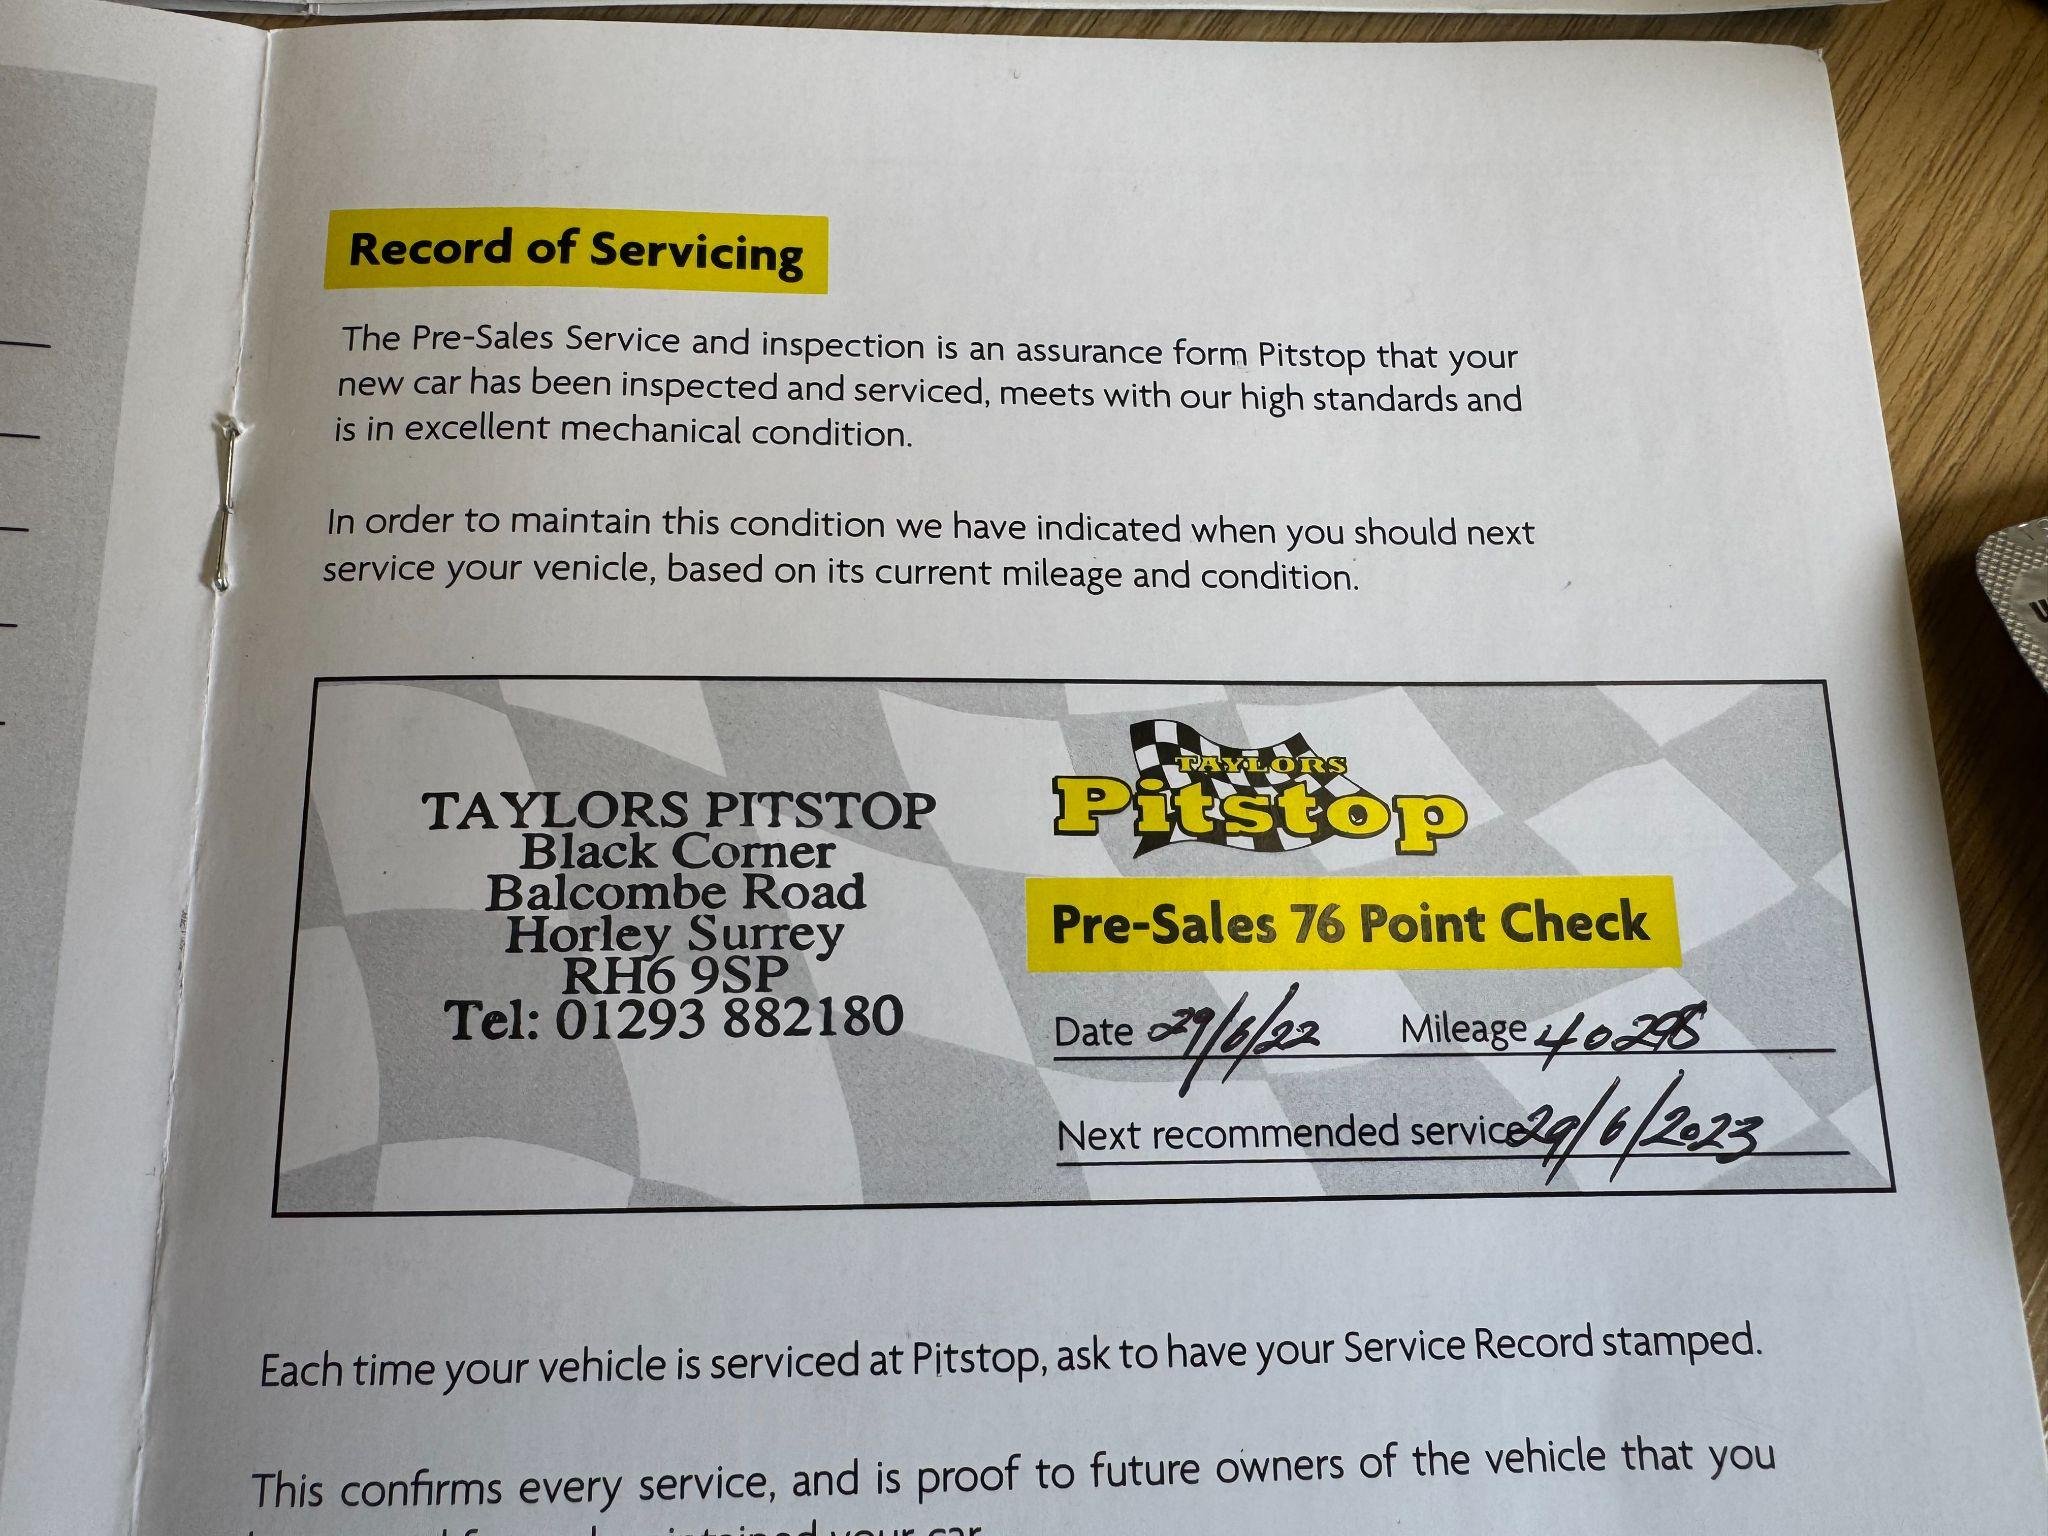 Record of Servicing
The Pre-Sales Service and inspection is an assurance form Pitstop that your
new car has been inspected and serviced, meets with our high standards and
is in excellent mechanical condition.
In order to maintain this condition we have indicated when you should next
service your venicle, based on its current mileage and condition.
TAYLORS PITSTOP
Black Corner
Balcombe Road
Horley Surrey
RH6 9SP
Tel: 01293 882180
TAYLORS
Pitstop
Pre-Sales 76 Point Check
Date 29/6/22 Mileage 40298
Next recommended service 29/6/2023
Each time your vehicle is serviced at Pitstop, ask to have your Service Record stamped.
This confirms every service, and is proof to future owners of the vehicle that you
your car